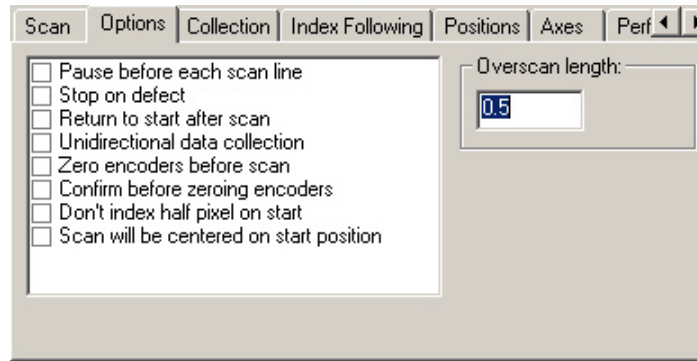 Scan Options Collection Index Following Positions Axes Perf
Pause before each scan line
Stop on defect
Return to start after scan
Unidirectional data collection
Zero encoders before scan
Confirm before zeroing encoders
Don't index half pixel on start
Scan will be centered on start position
Overscan length:
0.5